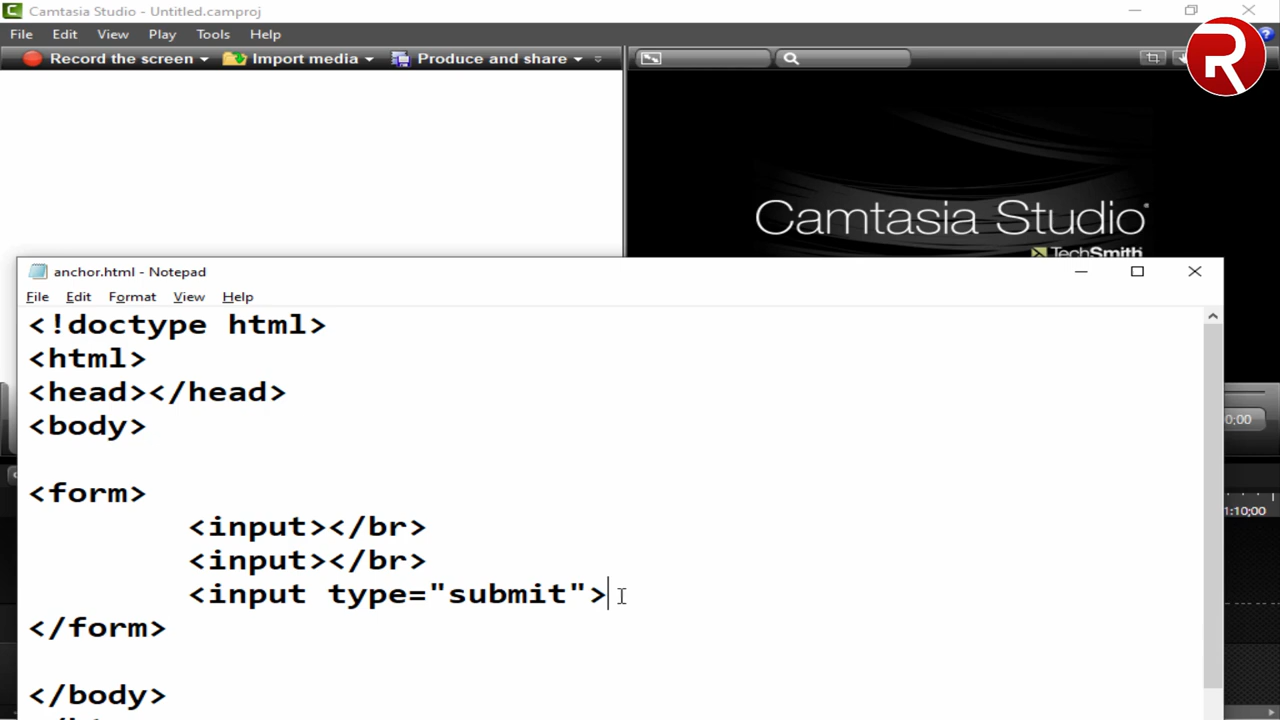 Camtasia Studio - Untitled.camproj
File Edit View Play Tools Help
Record the screen Import media Produce and share
R
Camtasia Studio®
TechSmith
anchor.html - Notepad
File Edit Format View Help
<!doctype html>
<html>
<head></head>
<body>
0;00
<form>
1:10;00
<input></br>
<input></br>
<input type="submit">
</form>
</body>